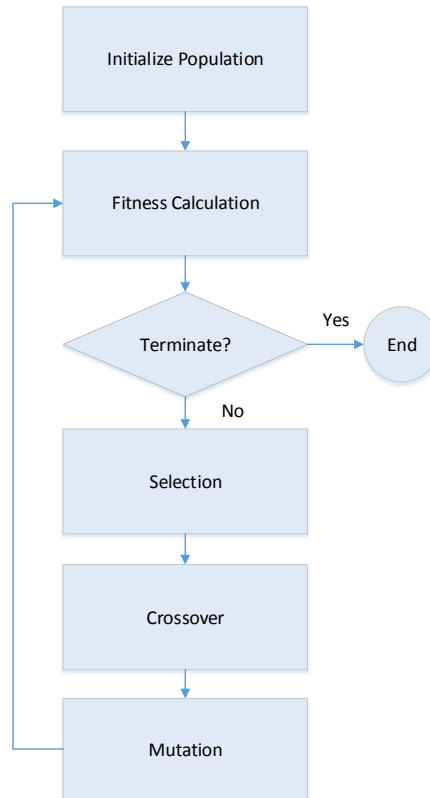 Initialize Population
Fitness Calculation
Terminate?
Yes
End
No
Selection
Crossover
Mutation